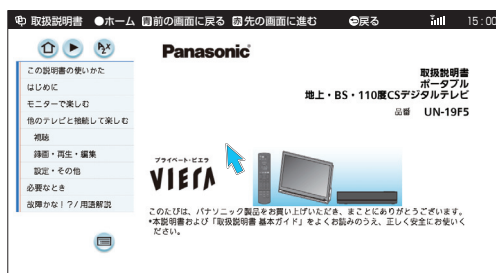 取扱説明書 ●ホーム 前の画面に戻る 先の画面に進む 戻る 15:00
Panasonic
この説明書の使いかた
はじめに
モニターで楽しむ
他のテレビと接続して楽しむ
視聴
録画・再生・編集
設定・その他
必要なとき
故障かな!?/用語解説
取扱説明書
ポータブル
地上・BS・110度CSデジタルテレビ
品番 UN-19F5
プライベート・ビエラ
VIERA
このたびは、パナソニック製品をお買い上げいただき、まことにありがとうございます。
•本説明書および「取扱説明書 基本ガイド」をよくお読みのうえ、正しく安全にお使いく
ださい。